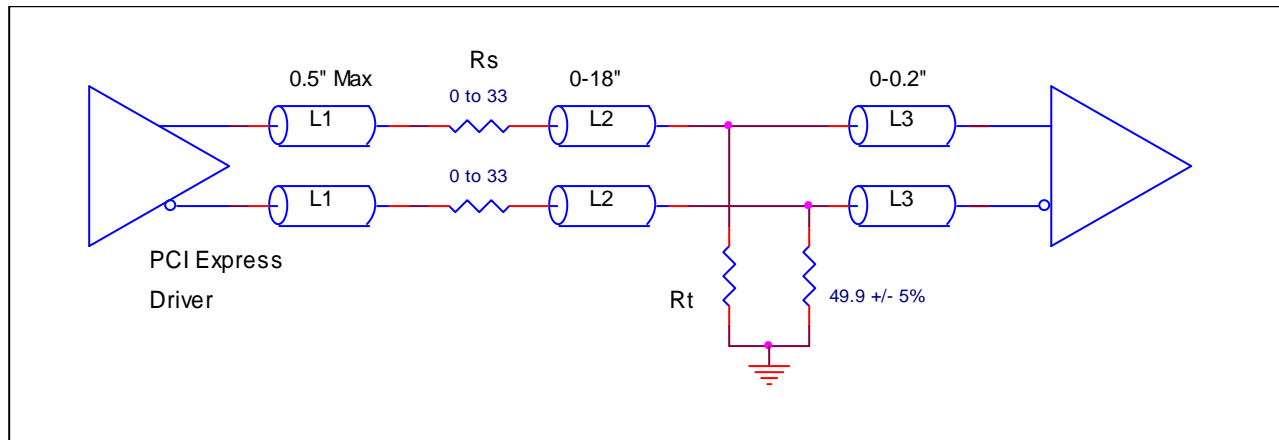 Rs
0.5" Max
0-18"
0-0.2"
0 to 33
L1
L2
L3
0 to 33
L1
L2
L3
PCI Express
Driver
Rt
49.9 +/- 5%